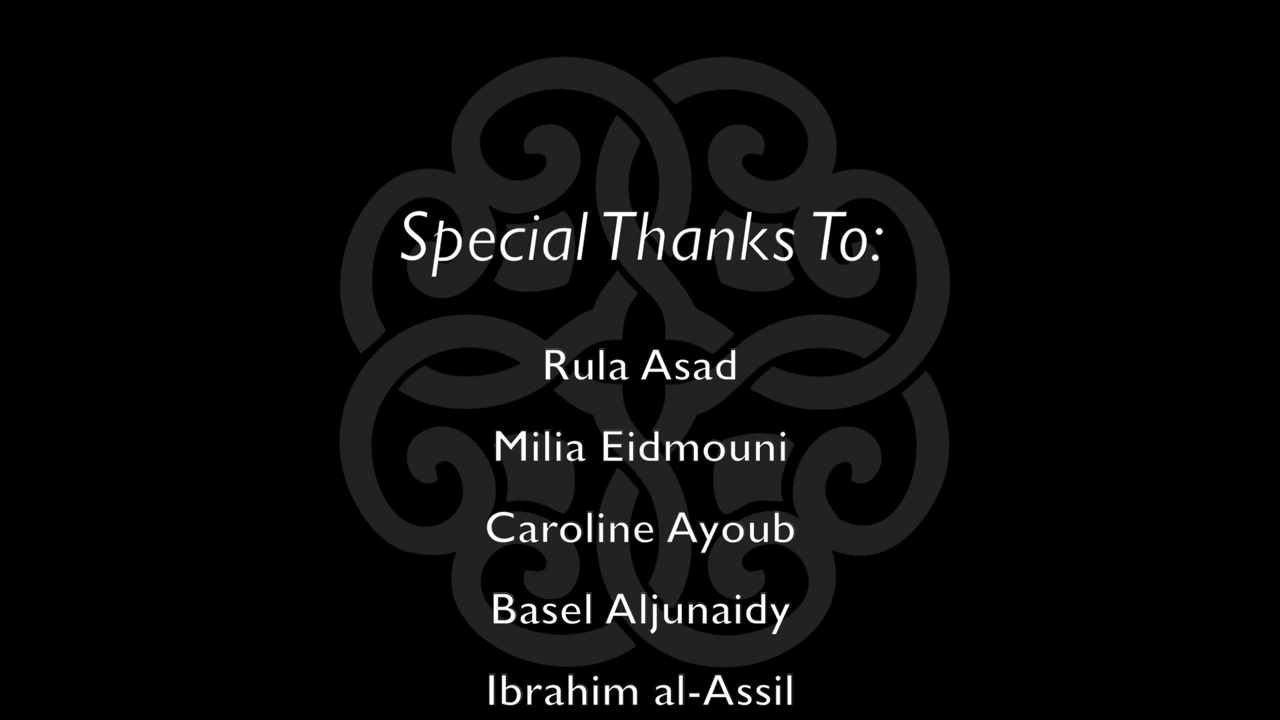 Special Thanks To:
Rula Asad
Milia Eidmouni
Caroline Ayoub
Basel Aljunaidy
Ibrahim al-Assil